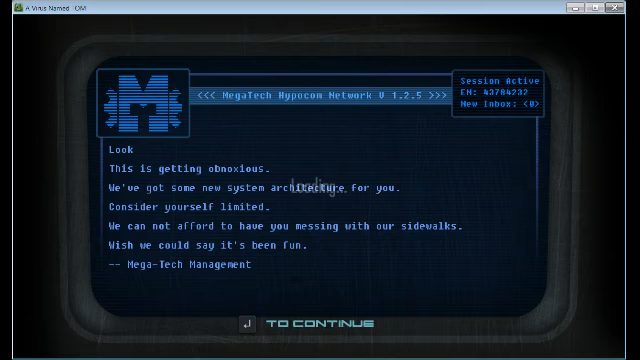 A Virus Named TOM
<<< MegaTech Hypocom Network V 1.2.5 >>>
Session Active
EN: 43784232
New Inbox: <0>
Look
This is getting obnoxious.
We've got some new system architecture for you.
Loading...
Consider yourself limited.
We can not afford to have you messing with our sidewalks.
Wish we could say it's been fun.
-- Mega-Tech Management
TO CONTINUE